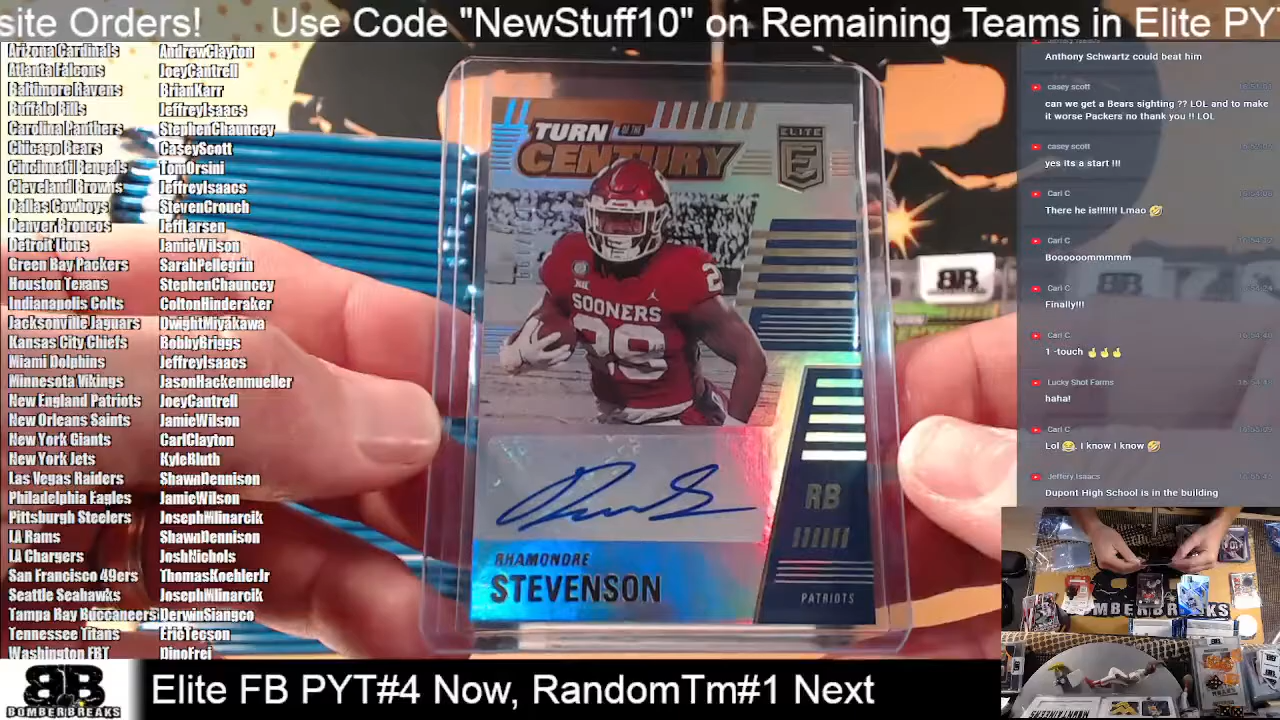 site Orders! Use Code "NewStuff10" on Remaining Teams in Elite PY
Arizona Cardinals AndrewClayton
Atlanta Falcons JoeyCantrell
Baltimore Ravens BrianKarr
Buffalo Bills JeffreyIsaacs
Carolina Panthers StephenChauncey
Chicago Bears CaseyScott
Cincinnati Bengals TomOrsini
Cleveland Browns JeffreyIsaacs
Dallas Cowboys StevenCrouch
Denver Broncos JeffLarsen
Detroit Lions JamieWilson
Green Bay Packers SarahPellegrin
Houston Texans StephenChauncey
Indianapolis Colts ColtonHinderaker
Jacksonville Jaguars DwightMiyakawa
Kansas City Chiefs BobbyBriggs
Miami Dolphins JeffreyIsaacs
Minnesota Vikings JasonHackenmueller
New England Patriots JoeyCantrell
New Orleans Saints JamieWilson
New York Giants CarlClayton
New York Jets KyleBluth
Las Vegas Raiders ShawnDennison
Philadelphia Eagles JamieWilson
Pittsburgh Steelers JosephMlinarcik
LA Rams ShawnDennison
LA Chargers JoshNichols
San Francisco 49ers ThomasKoehlerJr
Seattle Seahawks JosephMlinarcik
Tampa Bay Buccaneers DerwinSiangco
Tennessee Titans EricTecson
Washington FBT DinoFrei
TURN OF THE
CENTURY
ELITE
E
SOONERS
28
2
RB
RHAMONDRE
STEVENSON
PATRIOTS
BB
Anthony Schwartz could beat him
casey scott
can we get a Bears sighting ?? LOL and to make
it worse Packers no thank you !! LOL
casey scott
yes its a start !!!
Carl C
There he is!!!!!!! Lmao 🤣
Carl C
Boooooommmmm
Carl C
Finally!!!
Carl C
1 -touch
Lucky Shot Farms
haha!
Carl C
Lol 😂. I know I know 🤣
Jeffery Isaacs
Dupont High School is in the building
BOMBERBREAKS
BB
BOMBERBREAKS
Elite FB PYT#4 Now, RandomTm#1 Next